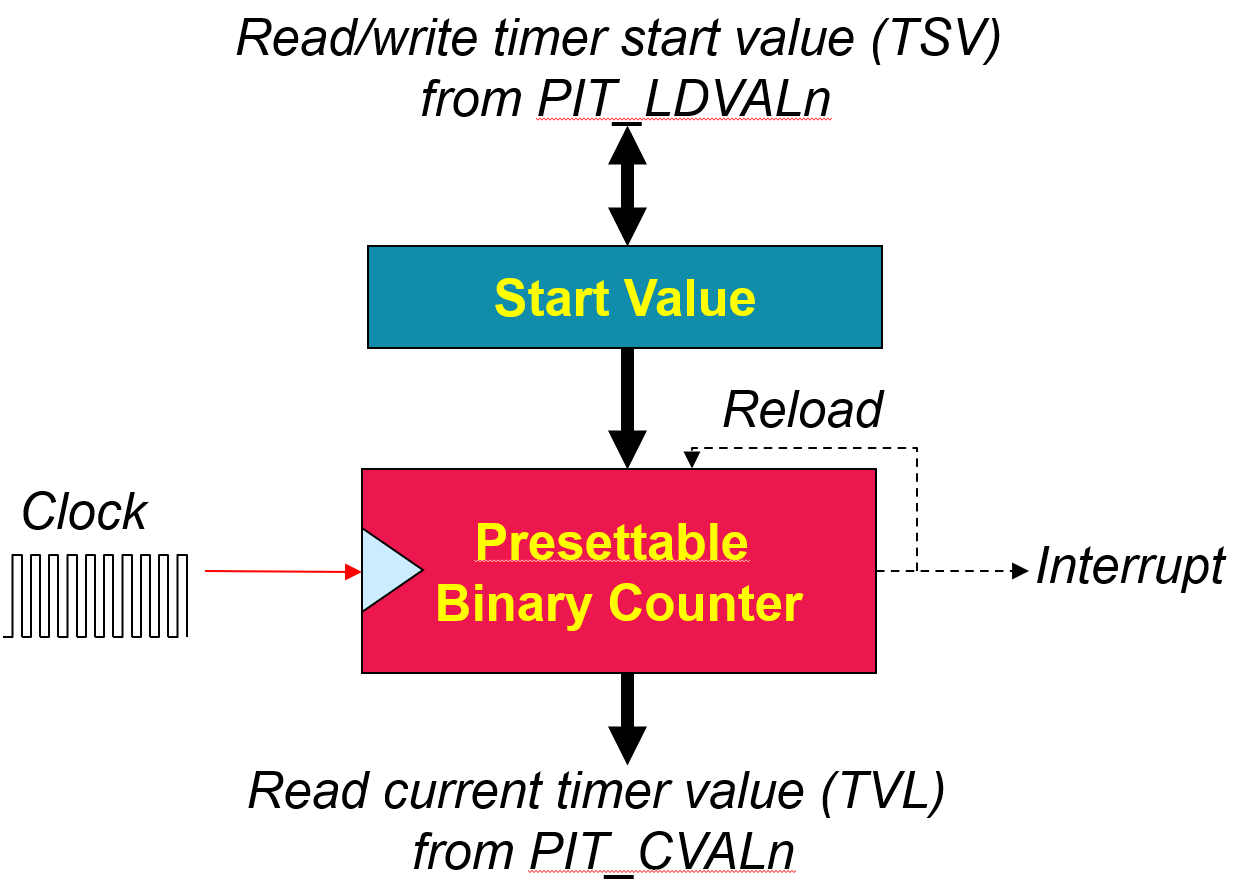 Read/write timer start value (TSV)
from PIT_LDVALn
Start Value
Reload
Clock
Presettable
Binary Counter
Interrupt
Read current timer value (TVL)
from PIT_CVALn